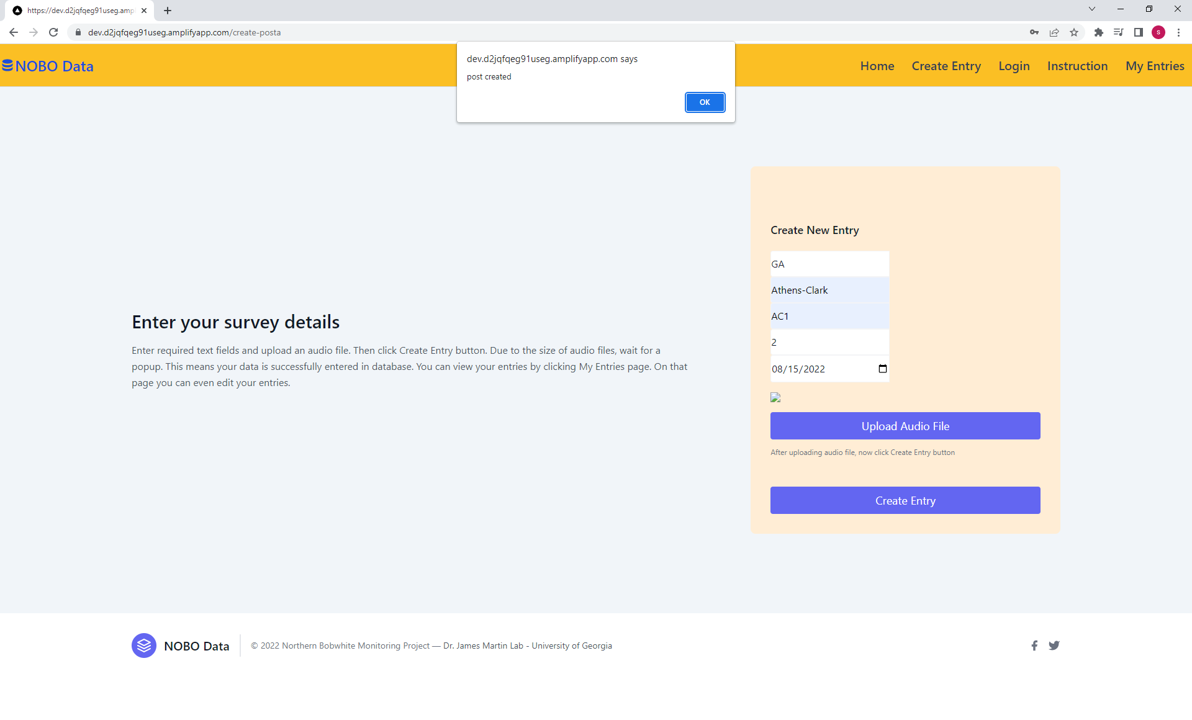 https://dev.d2jqfqeg91useg.amp
dev.d2jqfqeg91useg.amplifyapp.com/create-posta
S
dev.d2jqfqeg91useg.amplifyapp.com says
post created
OK
NOBO Data
Home Create Entry Login Instruction My Entries
Create New Entry
GA
Athens-Clark
AC1
2
08/15/2022
Upload Audio File
After uploading audio file, now click Create Entry button
Create Entry
Enter your survey details
Enter required text fields and upload an audio file. Then click Create Entry button. Due to the size of audio files, wait for a
popup. This means your data is successfully entered in database. You can view your entries by clicking My Entries page. On that
page you can even edit your entries.
NOBO Data
© 2022 Northern Bobwhite Monitoring Project — Dr. James Martin Lab - University of Georgia